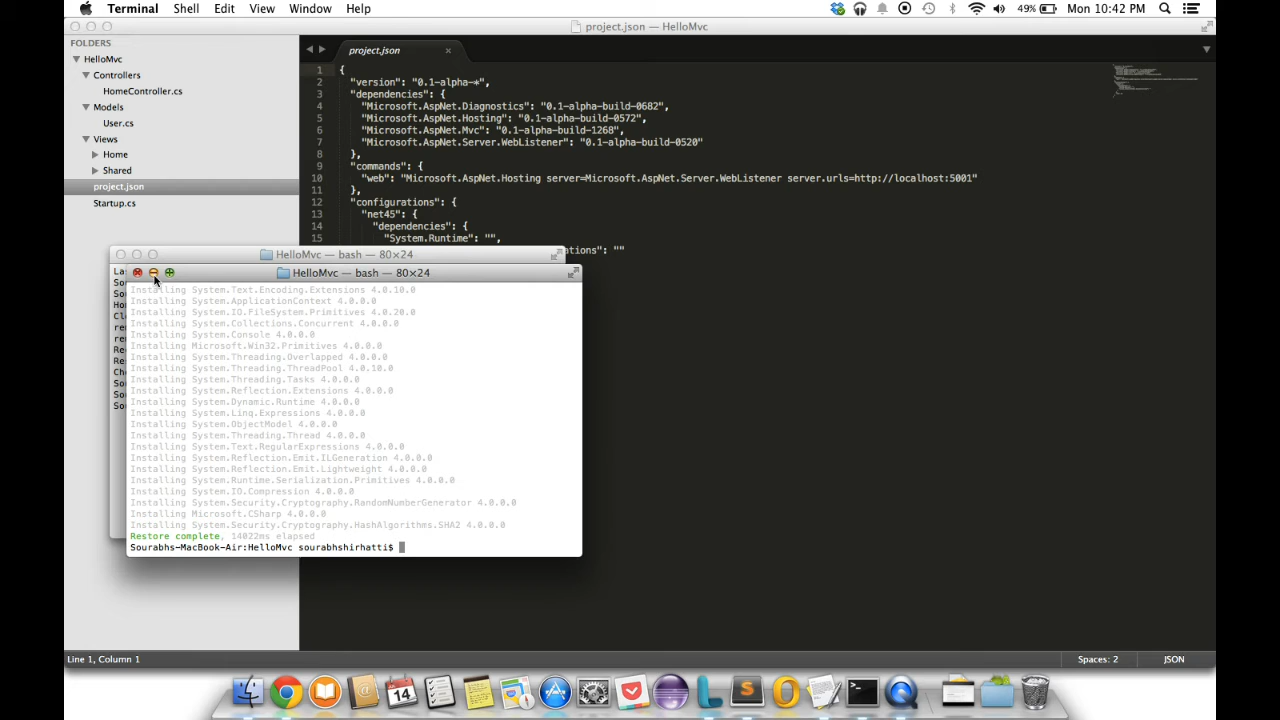 Terminal Shell Edit View Window Help 49% Mon 10:42 PM
project.json — HelloMvc
FOLDERS
HelloMvc
Controllers
HomeController.cs
Models
User.cs
Views
Home
Shared
project.json
Startup.cs
project.json ×
1 {
2 "version": "0.1-alpha-*",
3 "dependencies": {
4 "Microsoft.AspNet.Diagnostics": "0.1-alpha-build-0682",
5 "Microsoft.AspNet.Hosting": "0.1-alpha-build-0572",
6 "Microsoft.AspNet.Mvc": "0.1-alpha-build-1268",
7 "Microsoft.AspNet.Server.WebListener": "0.1-alpha-build-0520"
8 },
9 "commands": {
10 "web": "Microsoft.AspNet.Hosting server=Microsoft.AspNet.Server.WebListener server.urls=http://localhost:5001"
11 },
12 "configurations": {
13 "net45": {
14 "dependencies": {
15 "System.Runtime": "",
ations": ""
HelloMvc — bash — 80×24
La
So
So
Ho
Cl
re
re
Re
Re
Ch
So
So
So
HelloMvc — bash — 80×24
Installing System.Text.Encoding.Extensions 4.0.10.0
Installing System.ApplicationContext 4.0.0.0
Installing System.IO.FileSystem.Primitives 4.0.20.0
Installing System.Collections.Concurrent 4.0.0.0
Installing System.Console 4.0.0.0
Installing Microsoft.Win32.Primitives 4.0.0.0
Installing System.Threading.Overlapped 4.0.0.0
Installing System.Threading.ThreadPool 4.0.10.0
Installing System.Threading.Tasks 4.0.0.0
Installing System.Reflection.Extensions 4.0.0.0
Installing System.Dynamic.Runtime 4.0.0.0
Installing System.Linq.Expressions 4.0.0.0
Installing System.ObjectModel 4.0.0.0
Installing System.Threading.Thread 4.0.0.0
Installing System.Text.RegularExpressions 4.0.0.0
Installing System.Reflection.Emit.ILGeneration 4.0.0.0
Installing System.Reflection.Emit.Lightweight 4.0.0.0
Installing System.Runtime.Serialization.Primitives 4.0.0.0
Installing System.IO.Compression 4.0.0.0
Installing System.Security.Cryptography.RandomNumberGenerator 4.0.0.0
Installing Microsoft.CSharp 4.0.0.0
Installing System.Security.Cryptography.HashAlgorithms.SHA2 4.0.0.0
Restore complete, 14022ms elapsed
Sourabhs-MacBook-Air:HelloMvc sourabhshirhatti$
Line 1, Column 1 Spaces: 2 JSON
14